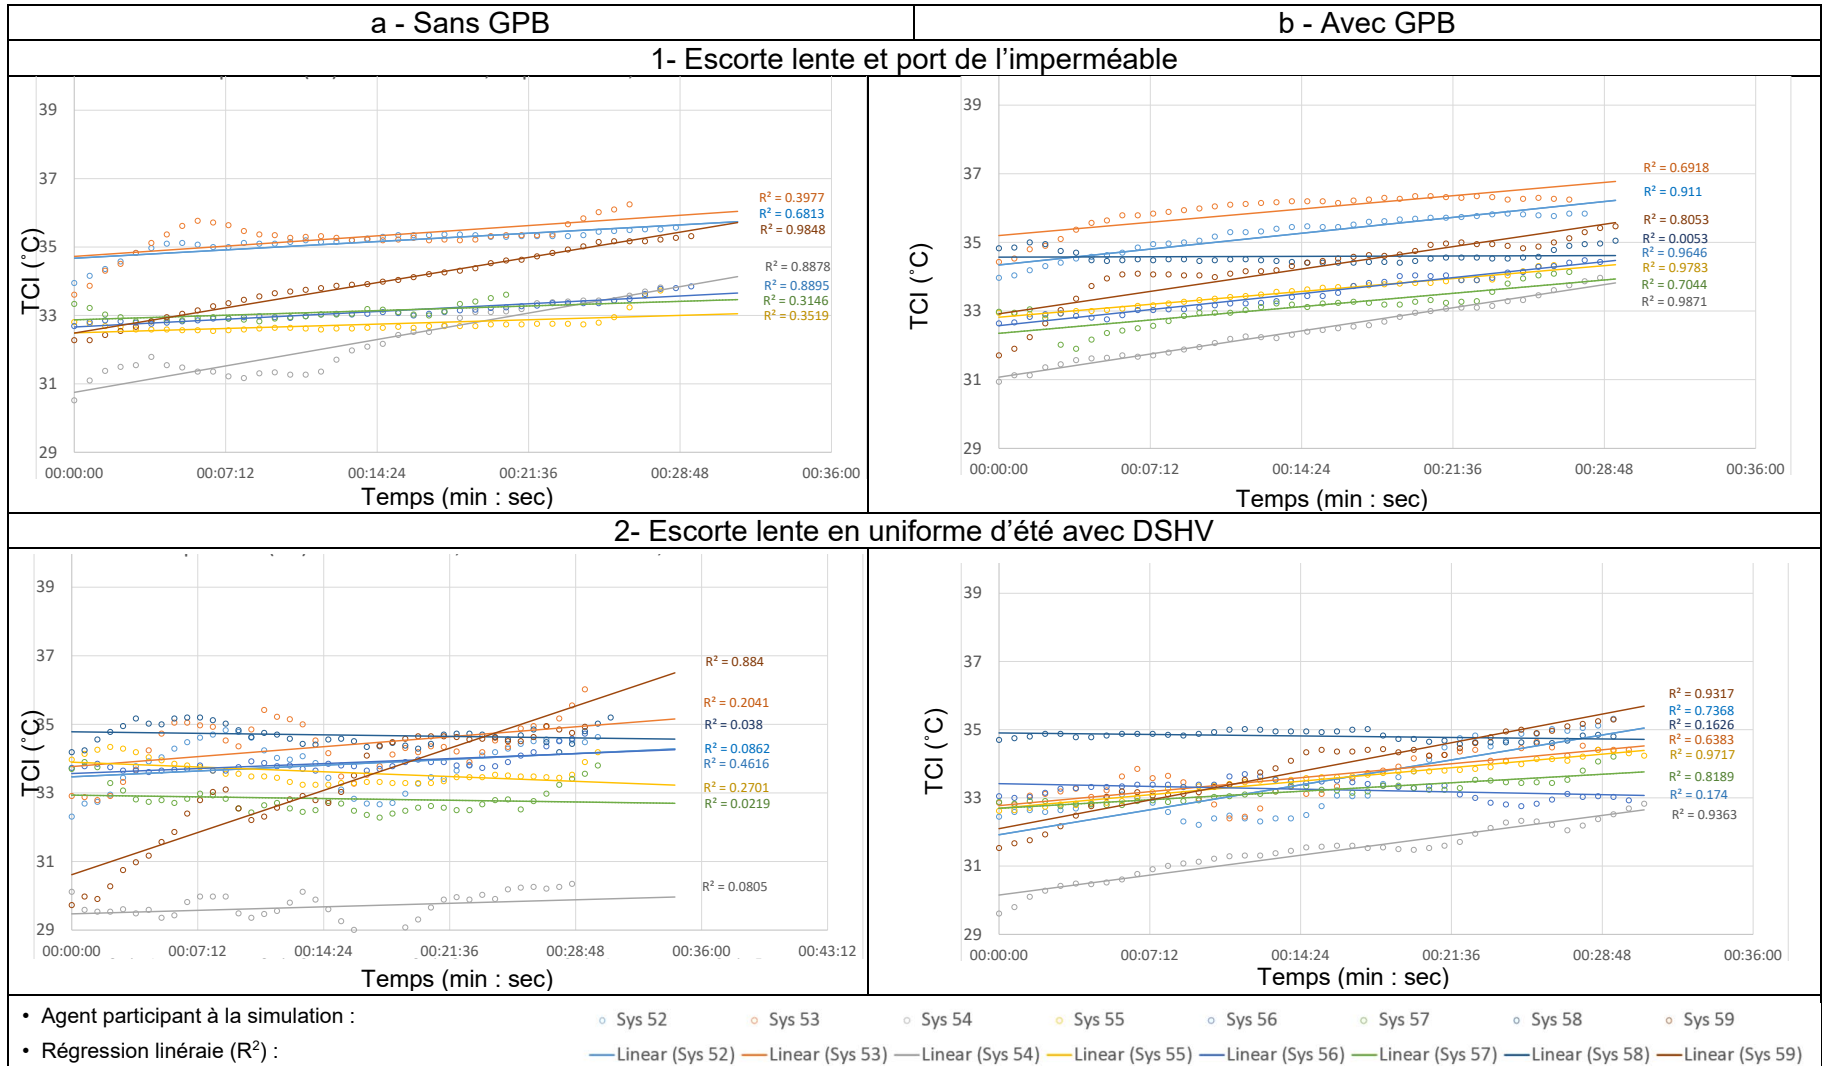 a - Sans GPB
b - Avec GPB
1- Escorte lente et port de l'imperméable
39
37
35
33
31
29
TCI (°C)
R² = 0.3977
R² = 0.6813
R² = 0.9848
R² = 0.8878
R² = 0.8895
R² = 0.3146
R² = 0.3519
00:00:00 00:07:12 00:14:24 00:21:36 00:28:48 00:36:00
Temps (min : sec)
39
37
35
33
31
29
TCI (°C)
R² = 0.6918
R² = 0.911
R² = 0.8053
R² = 0.0053
R² = 0.9646
R² = 0.9783
R² = 0.7044
R² = 0.9871
00:00:00 00:07:12 00:14:24 00:21:36 00:28:48 00:36:00
Temps (min : sec)
2- Escorte lente en uniforme d'été avec DSHV
39
37
35
33
31
29
TCI (°C)
R² = 0.884
R² = 0.2041
R² = 0.038
R² = 0.0862
R² = 0.4616
R² = 0.2701
R² = 0.0219
R² = 0.0805
00:00:00 00:07:12 00:14:24 00:21:36 00:28:48 00:36:00 00:43:12
Temps (min : sec)
39
37
35
33
31
29
TCI (°C)
R² = 0.9317
R² = 0.7368
R² = 0.1626
R² = 0.6383
R² = 0.9717
R² = 0.8189
R² = 0.174
R² = 0.9363
00:00:00 00:07:12 00:14:24 00:21:36 00:28:48 00:36:00
Temps (min : sec)
• Agent participant à la simulation :
Sys 52 Sys 53 Sys 54 Sys 55 Sys 56 Sys 57 Sys 58 Sys 59
• Régression linéraie (R²) :
Linear (Sys 52) Linear (Sys 53) Linear (Sys 54) Linear (Sys 55) Linear (Sys 56) Linear (Sys 57) Linear (Sys 58) Linear (Sys 59)